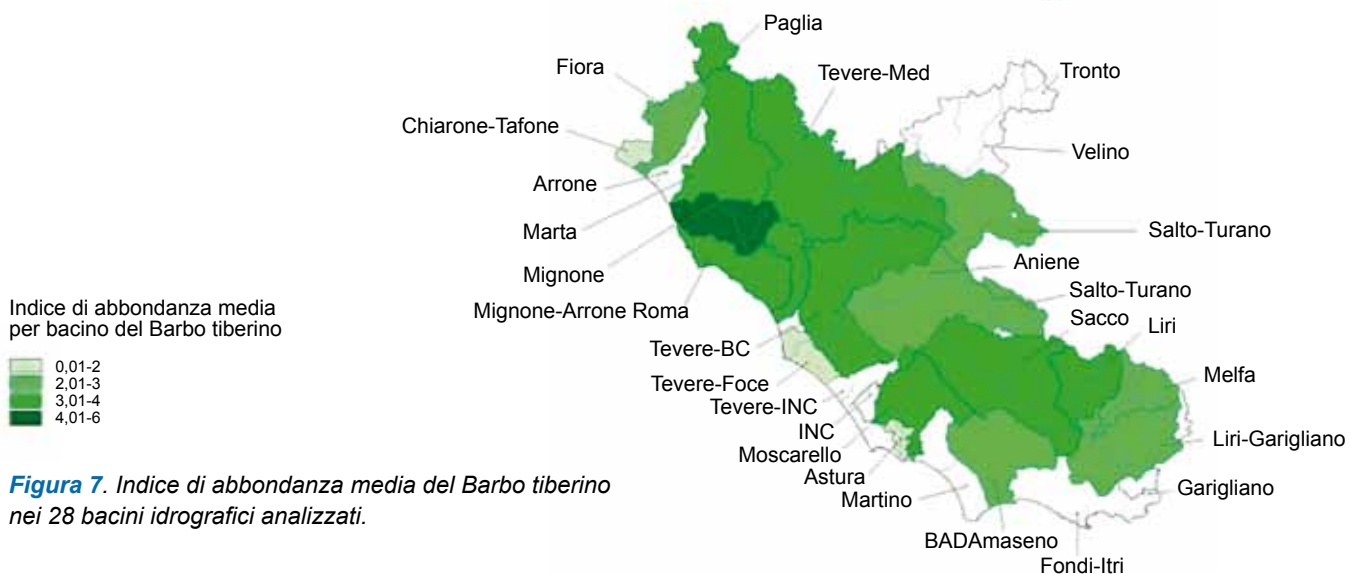 Paglia
Fiora
Tevere-Med
Tronto
Chiarone-Tafone
Velino
Arrone
Marta
Salto-Turano
Mignone
Aniene
Mignone-Arrone Roma
Salto-Turano
Sacco
Liri
Tevere-BC
Tevere-Foce
Melfa
Tevere-INC
INC
Moscarello
Liri-Garigliano
Astura
Martino
Garigliano
BADAmaseno
Fondi-Itri
Indice di abbondanza media
per bacino del Barbo tiberino
0,01-2
2,01-3
3,01-4
4,01-6
Figura 7. Indice di abbondanza media del Barbo tiberino
nei 28 bacini idrografici analizzati.